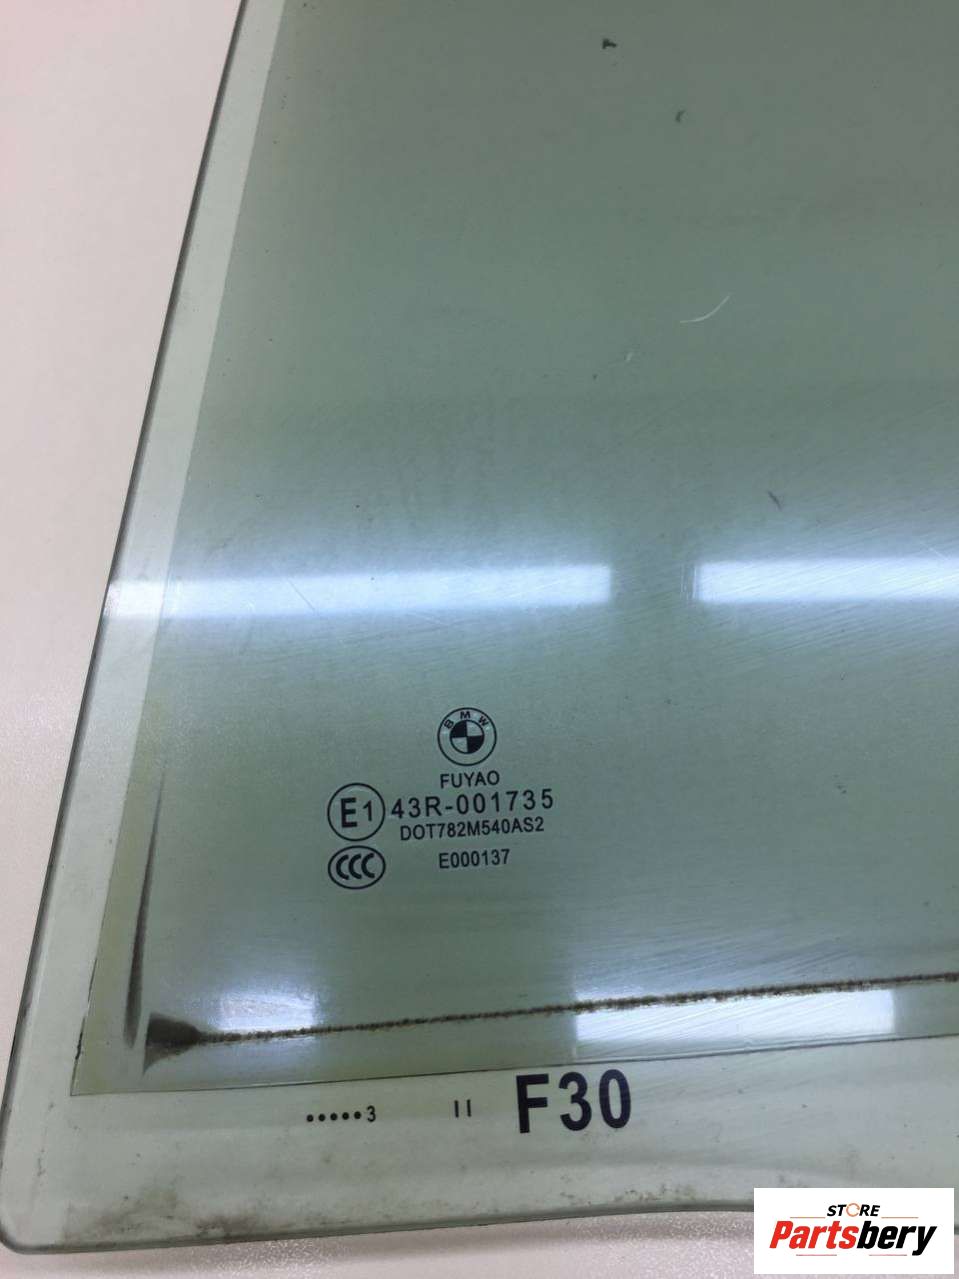 BMW
FUYAO
E1 43R-001735
DOT782M540AS2
CCC E000137
•••••3 II F30
STORE
Partsbery